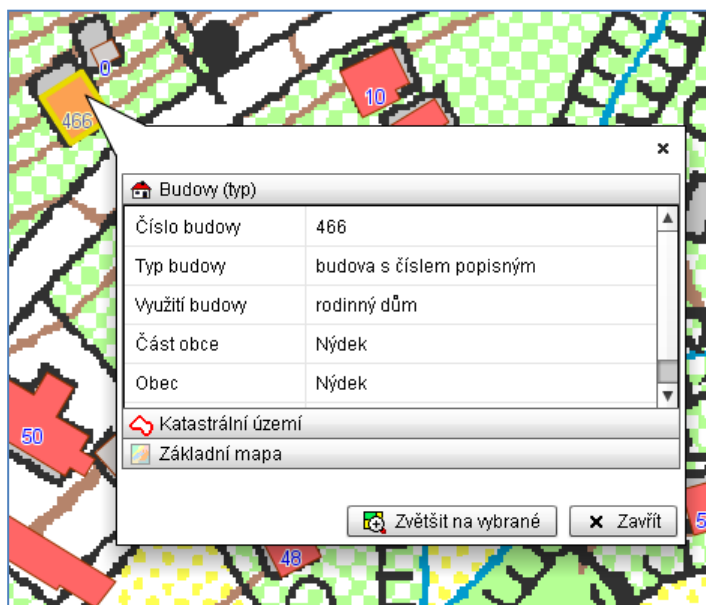 0
466
10
Budovy (typ)
Číslo budovy 466
Typ budovy budova s číslem popisným
Využití budovy rodinný dům
Část obce Nýdek
Obec Nýdek
Katastrální území
Základní mapa
Zvětšit na vybrané Zavřít
50
48
5